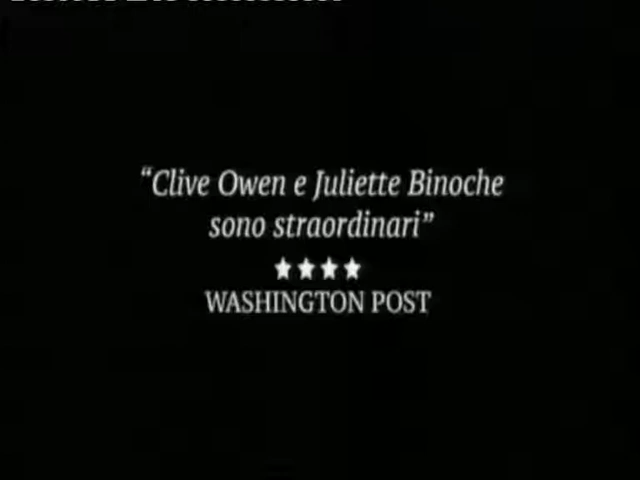 “Clive Owen e Juliette Binoche
sono straordinari”
★★★★
WASHINGTON POST